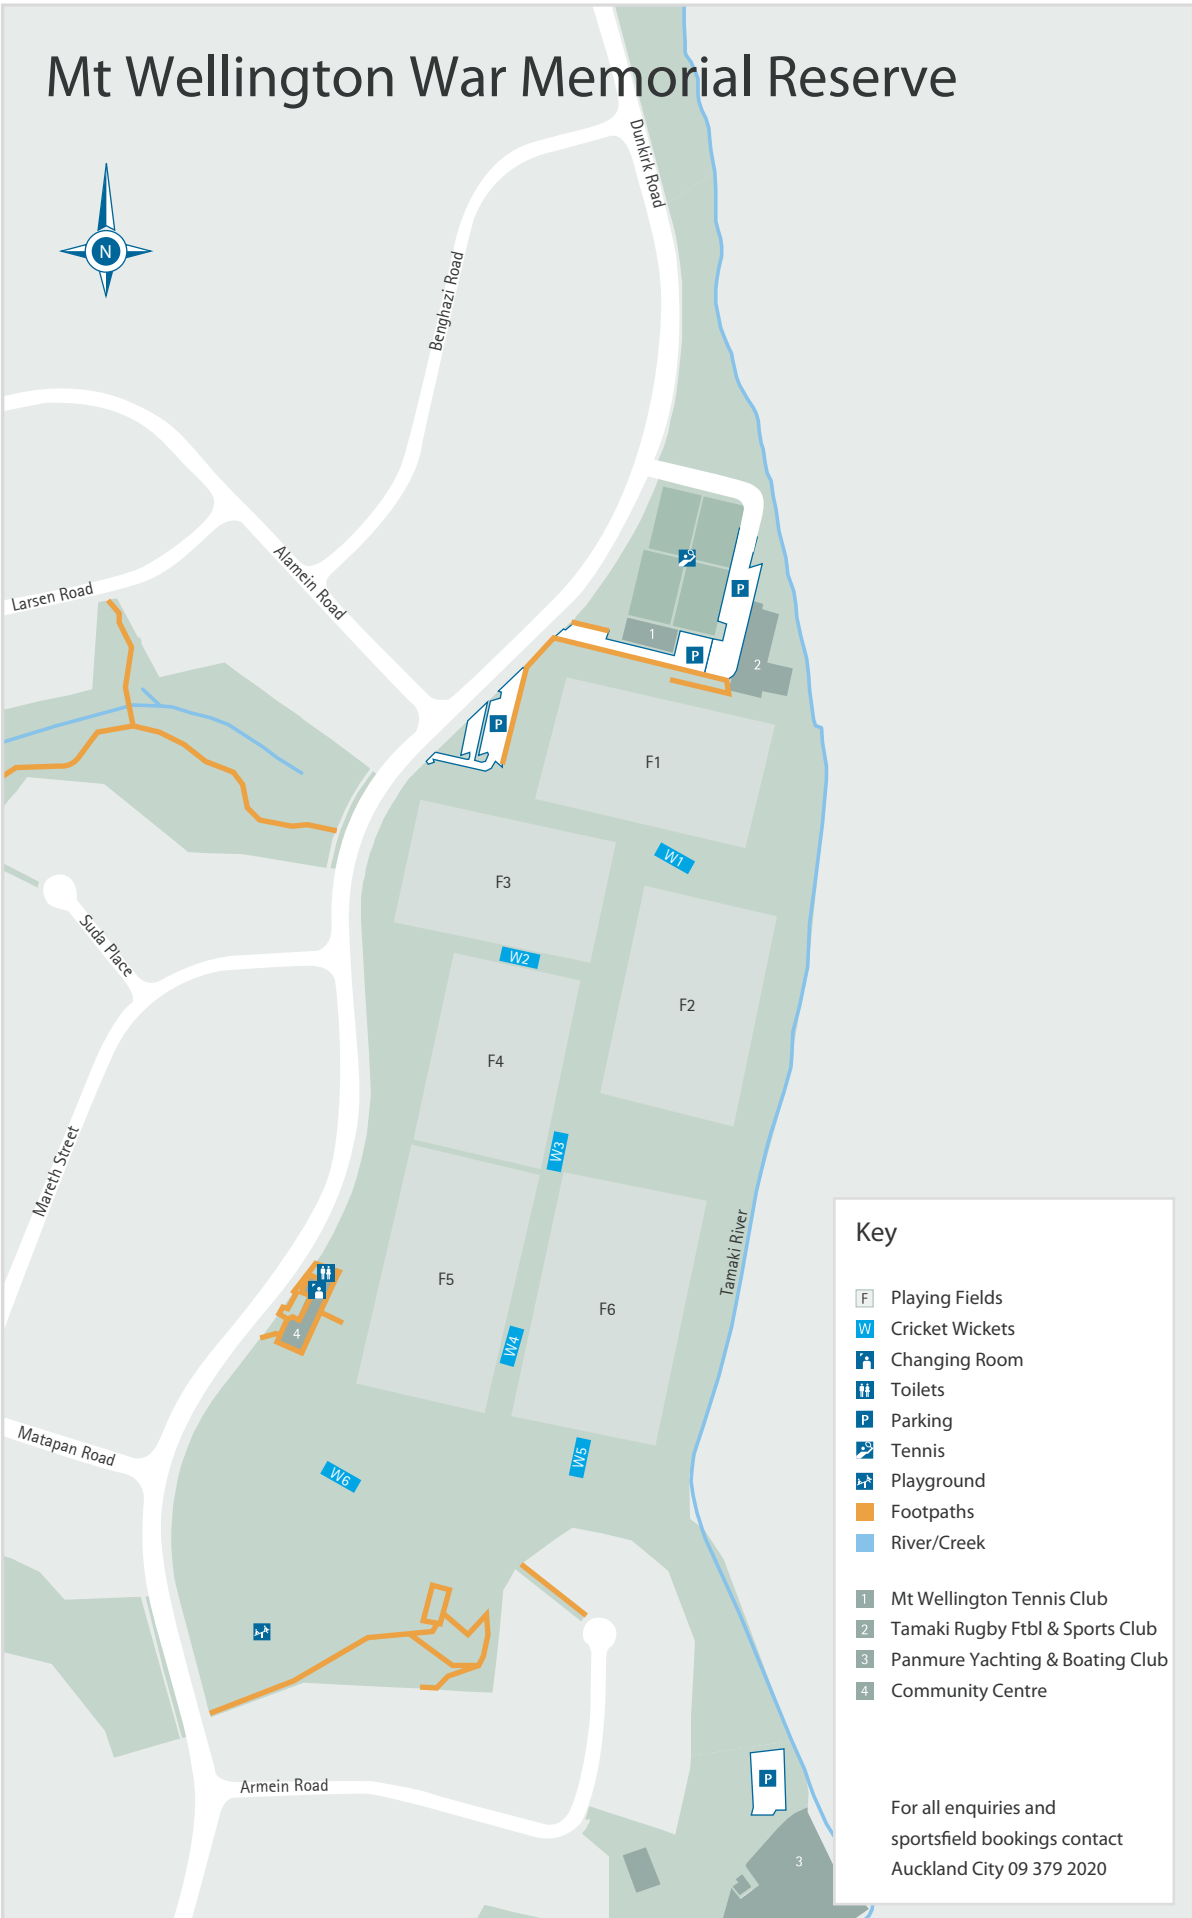 Mt Wellington War Memorial Reserve
N
Dunkirk Road
Benghazi Road
Alamein Road
Larsen Road
P
1
P
2
P
F1
W1
F3
Suda Place
W2
F2
F4
Mareth Street
W3
Tamaki River
F5
F6
4
W4
Matapan Road
W6
W5
Armein Road
P
3
Key
F Playing Fields
W Cricket Wickets
Changing Room
Toilets
P Parking
Tennis
Playground
Footpaths
River/Creek
1 Mt Wellington Tennis Club
2 Tamaki Rugby Ftbl & Sports Club
3 Panmure Yachting & Boating Club
4 Community Centre
For all enquiries and
sportsfield bookings contact
Auckland City 09 379 2020